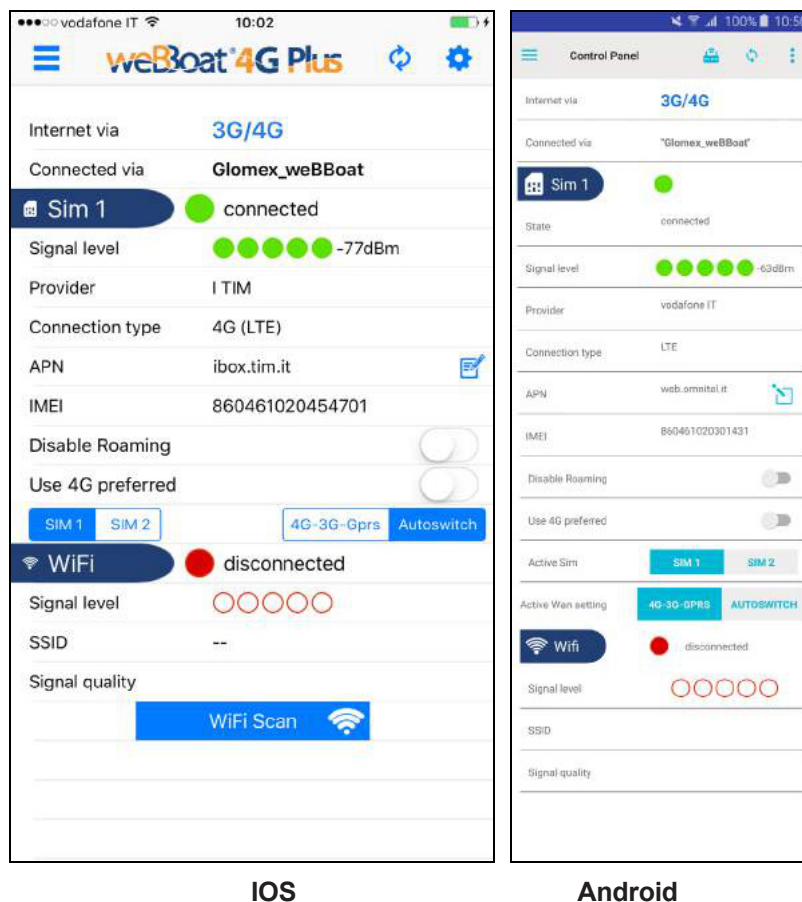 vodafone IT 10:02
weBBoat 4G Plus
Internet via 3G/4G
Connected via Glomex_weBBoat
Sim 1 connected
Signal level -77dBm
Provider I TIM
Connection type 4G (LTE)
APN ibox.tim.it
IMEI 860461020454701
Disable Roaming
Use 4G preferred
SIM 1 SIM 2 4G-3G-Gprs Autoswitch
WiFi disconnected
Signal level
SSID --
Signal quality
WiFi Scan
IOS
100% 10:50
Control Panel
Internet via 3G/4G
Connected via "Glomex_weBBoat"
Sim 1
State connected
Signal level -63dBm
Provider vodafone IT
Connection type LTE
APN web.omnitel.it
IMEI 860461020301431
Disable Roaming
Use 4G preferred
Active Sim SIM 1 SIM 2
Active Wan setting 4G-3G-GPRS AUTOSWITCH
Wifi disconnected
Signal level
SSID
Signal quality
Android